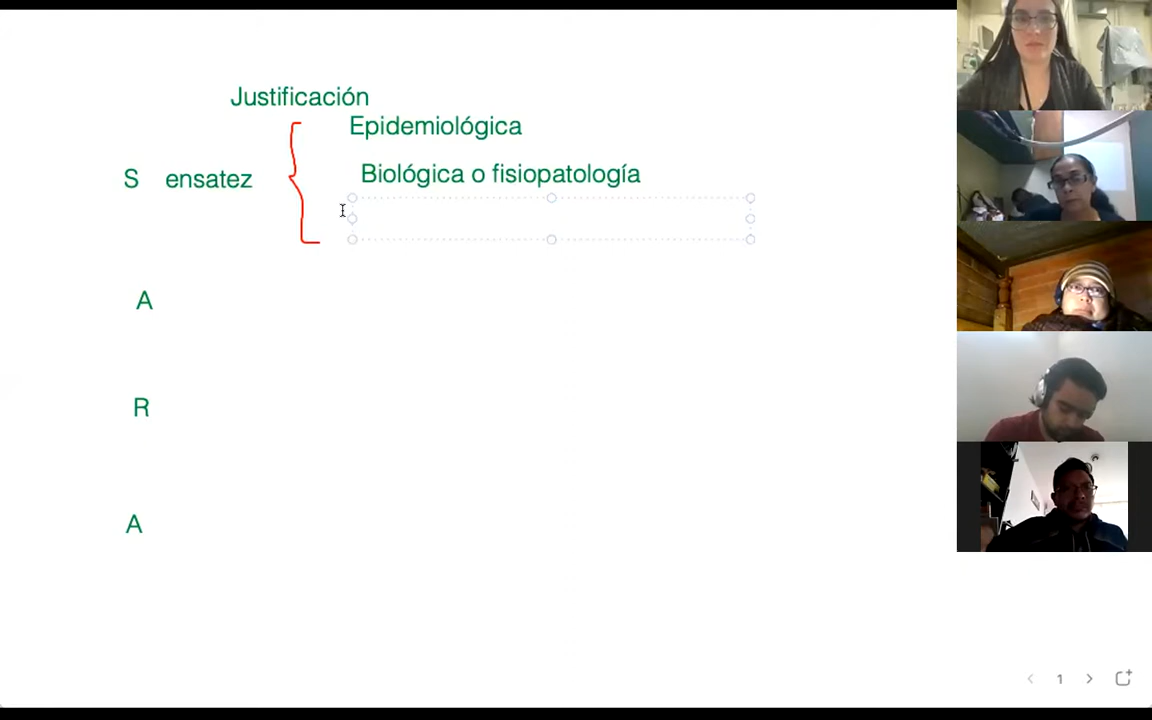 Justificación
Epidemiológica
Biológica o fisiopatología
S ensatez
A
R
A
1